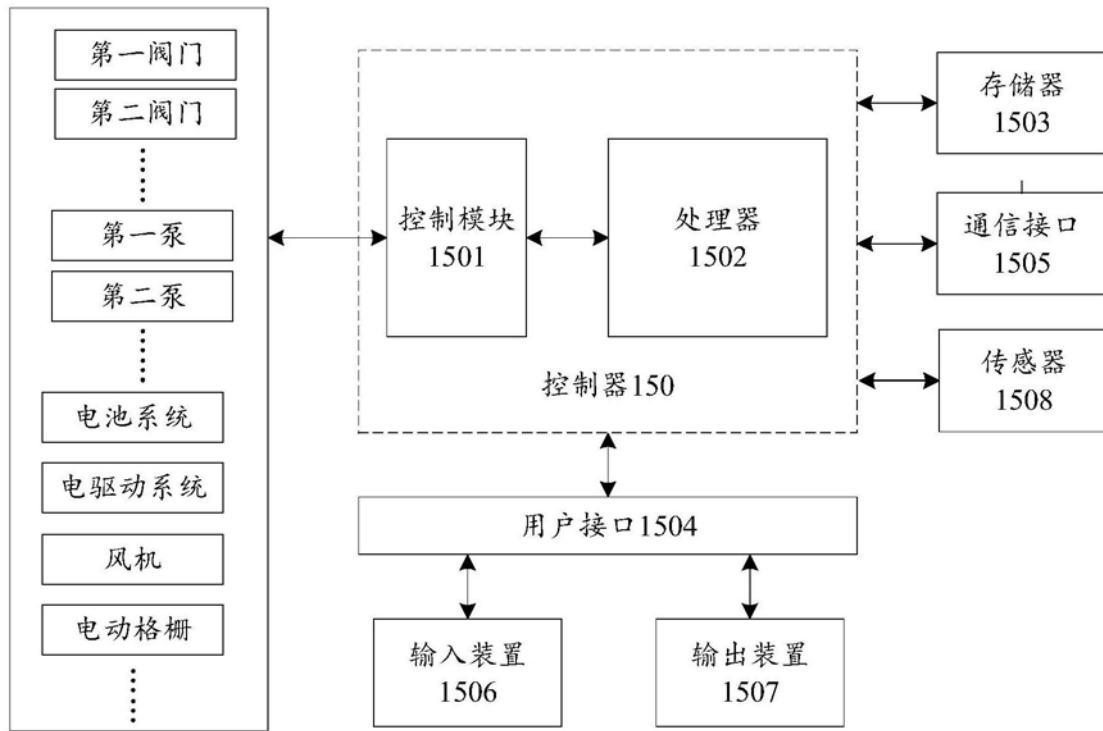 第一阀门
第二阀门
第一泵
第二泵
电池系统
电驱动系统
风机
电动格栅
控制模块
1501
处理器
1502
控制器150
存储器
1503
通信接口
1505
传感器
1508
用户接口1504
输入装置
1506
输出装置
1507